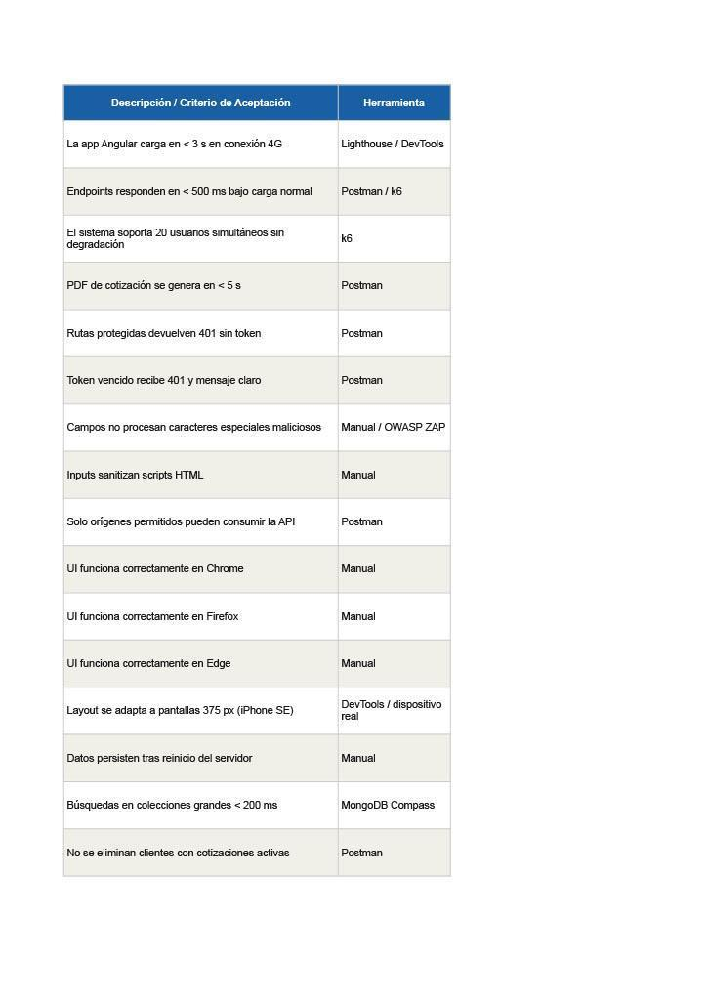 Descripción / Criterio de Aceptación Herramienta
La app Angular carga en < 3 s en conexión 4G Lighthouse / DevTools
Endpoints responden en < 500 ms bajo carga normal Postman / k6
El sistema soporta 20 usuarios simultáneos sin
degradación
k6
PDF de cotización se genera en < 5 s Postman
Rutas protegidas devuelven 401 sin token Postman
Token vencido recibe 401 y mensaje claro Postman
Campos no procesan caracteres especiales maliciosos Manual / OWASP ZAP
Inputs sanitizan scripts HTML Manual
Solo orígenes permitidos pueden consumir la API Postman
UI funciona correctamente en Chrome Manual
UI funciona correctamente en Firefox Manual
UI funciona correctamente en Edge Manual
Layout se adapta a pantallas 375 px (iPhone SE)
DevTools / dispositivo
real
Datos persisten tras reinicio del servidor Manual
Búsquedas en colecciones grandes < 200 ms MongoDB Compass
No se eliminan clientes con cotizaciones activas Postman